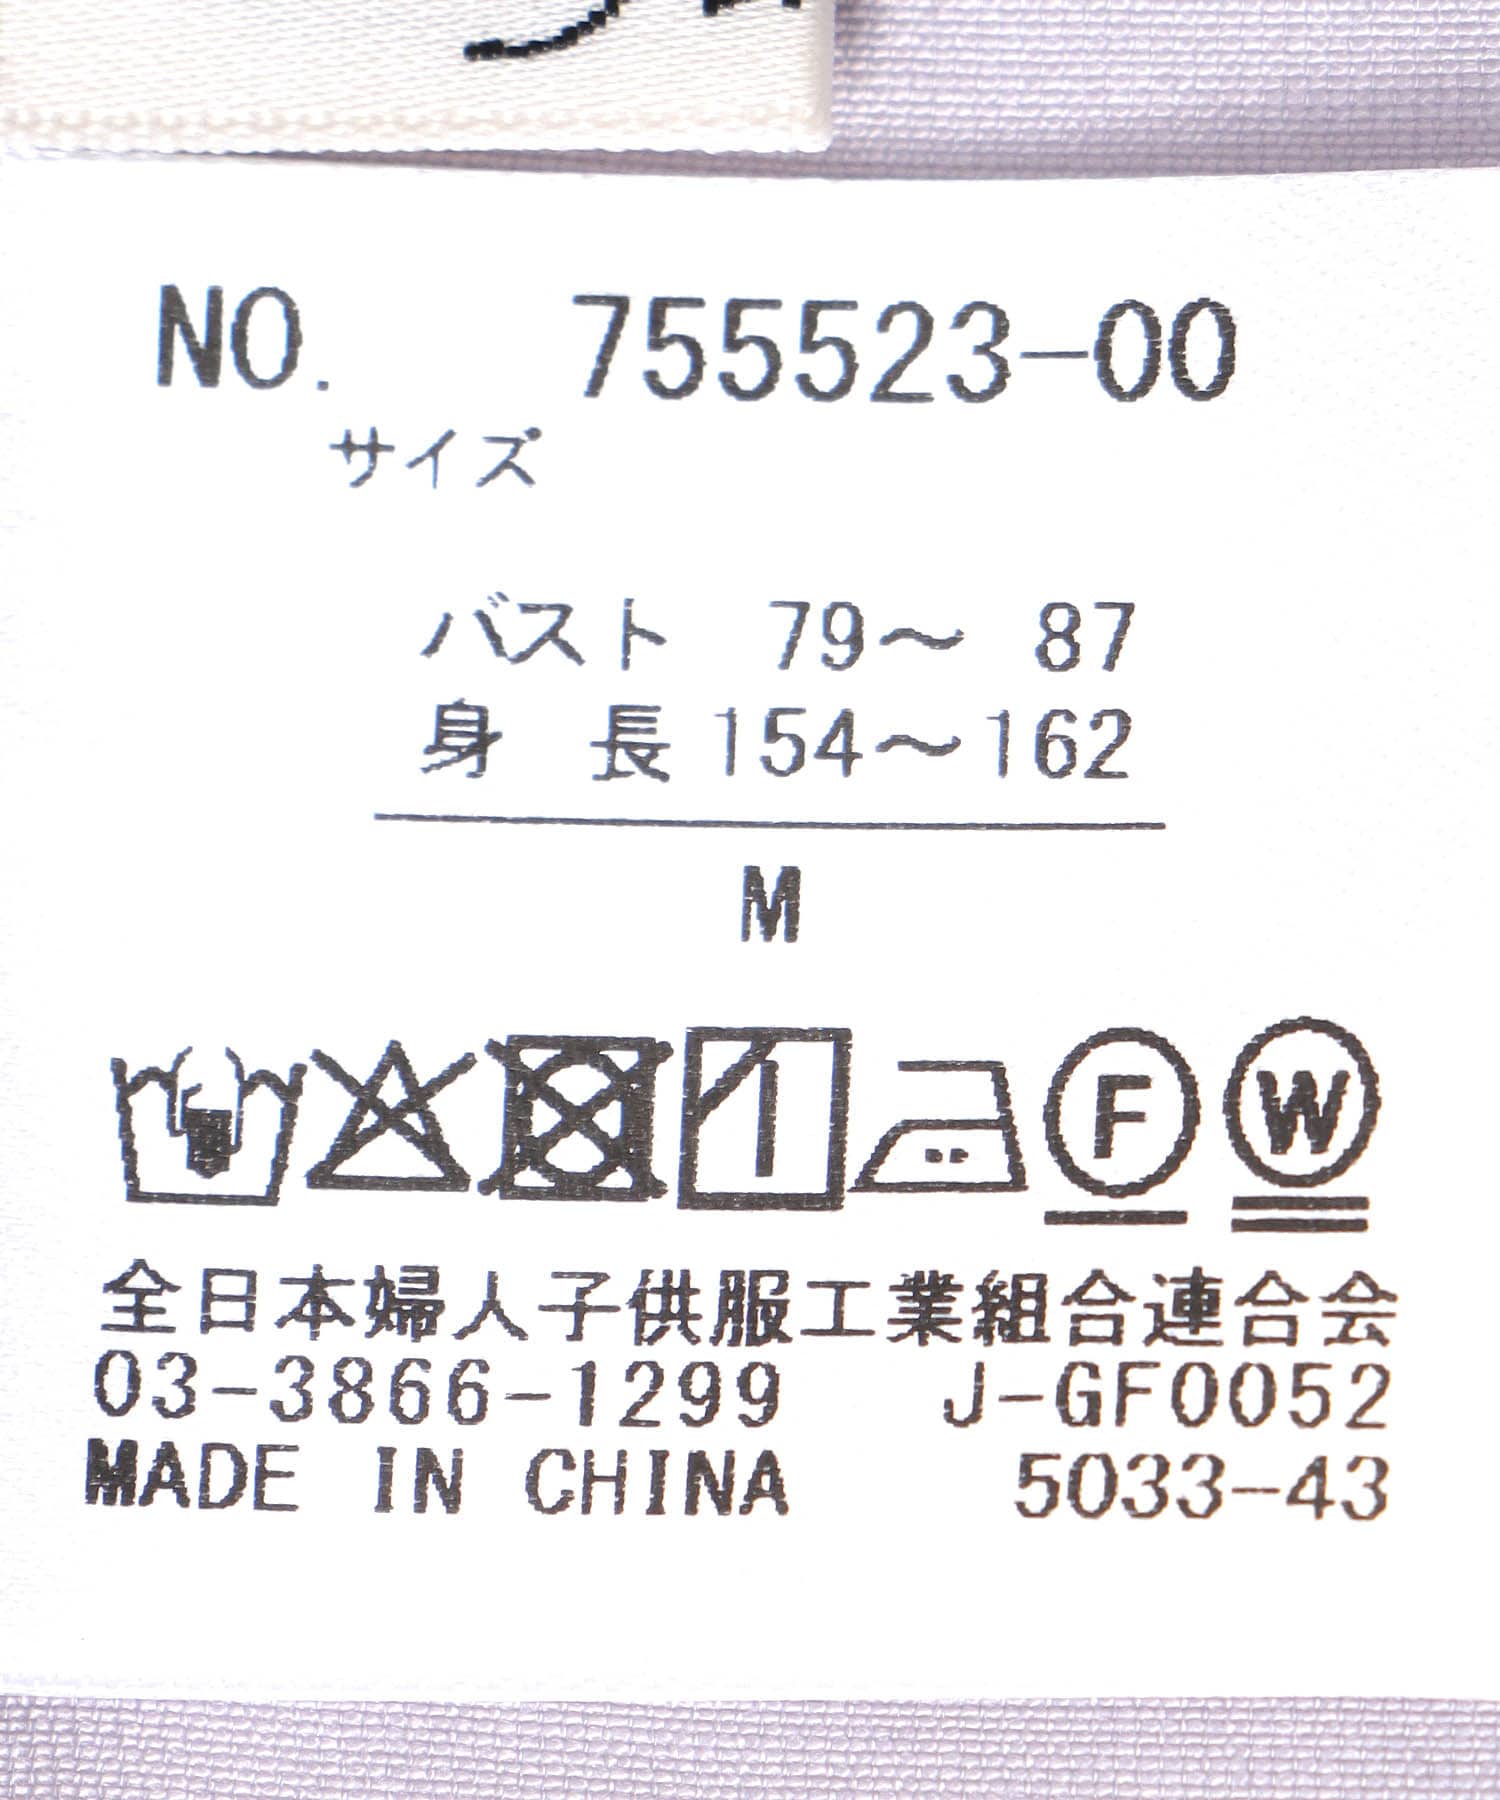 NO. 755523-00
サイズ
バスト 79〜 87
身 長 154〜162
M
F W
全日本婦人子供服工業組合連合会
03-3866-1299 J-GF0052
MADE IN CHINA 5033-43